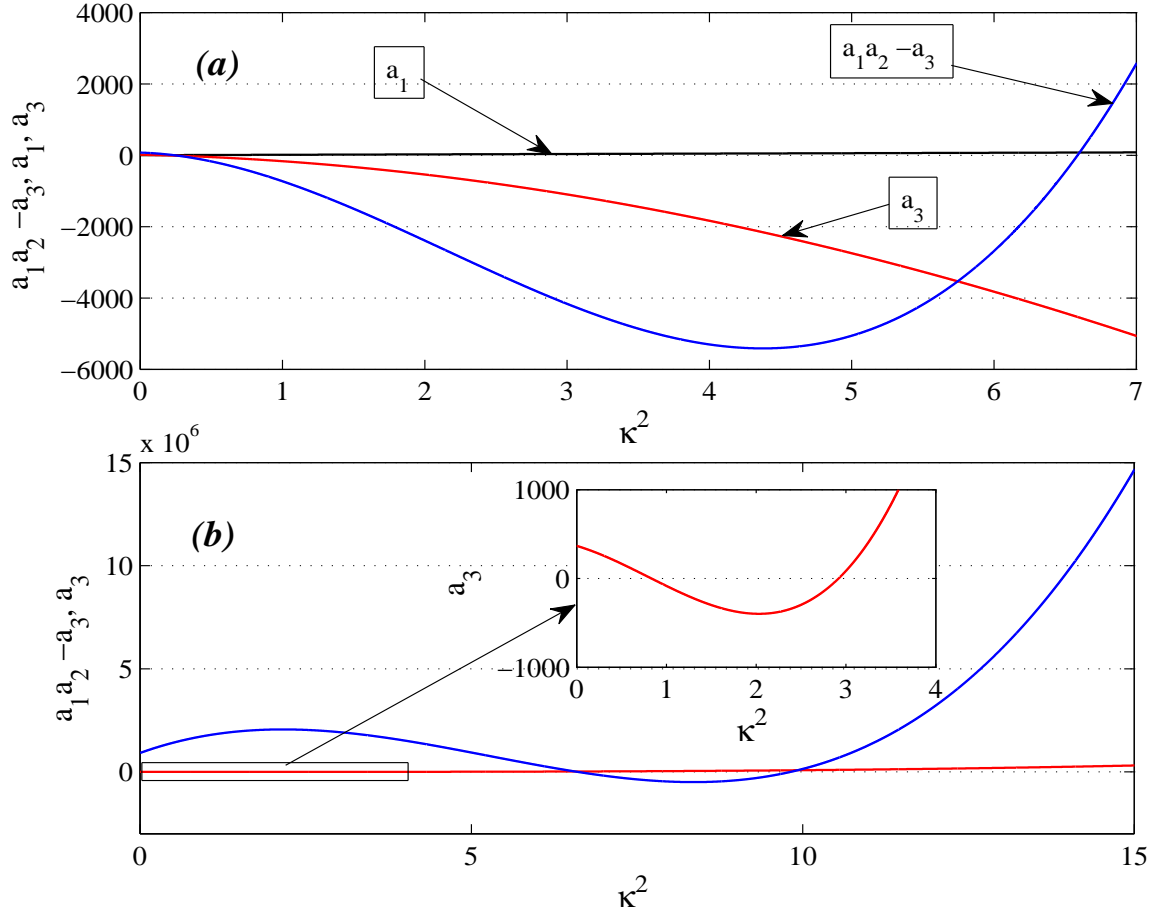 4000
2000
0
−2000
−4000
−6000
a₁a₂ −a₃, a₁, a₃
(a)
a₁
a₁a₂ −a₃
a₃
0 1 2 3 4 5 6 7
κ²
x 10⁶
15
10
5
0
a₁a₂ −a₃, a₃
(b)
1000
0
−1000
a₃
0 1 2 3 4
κ²
0 5 10 15
κ²